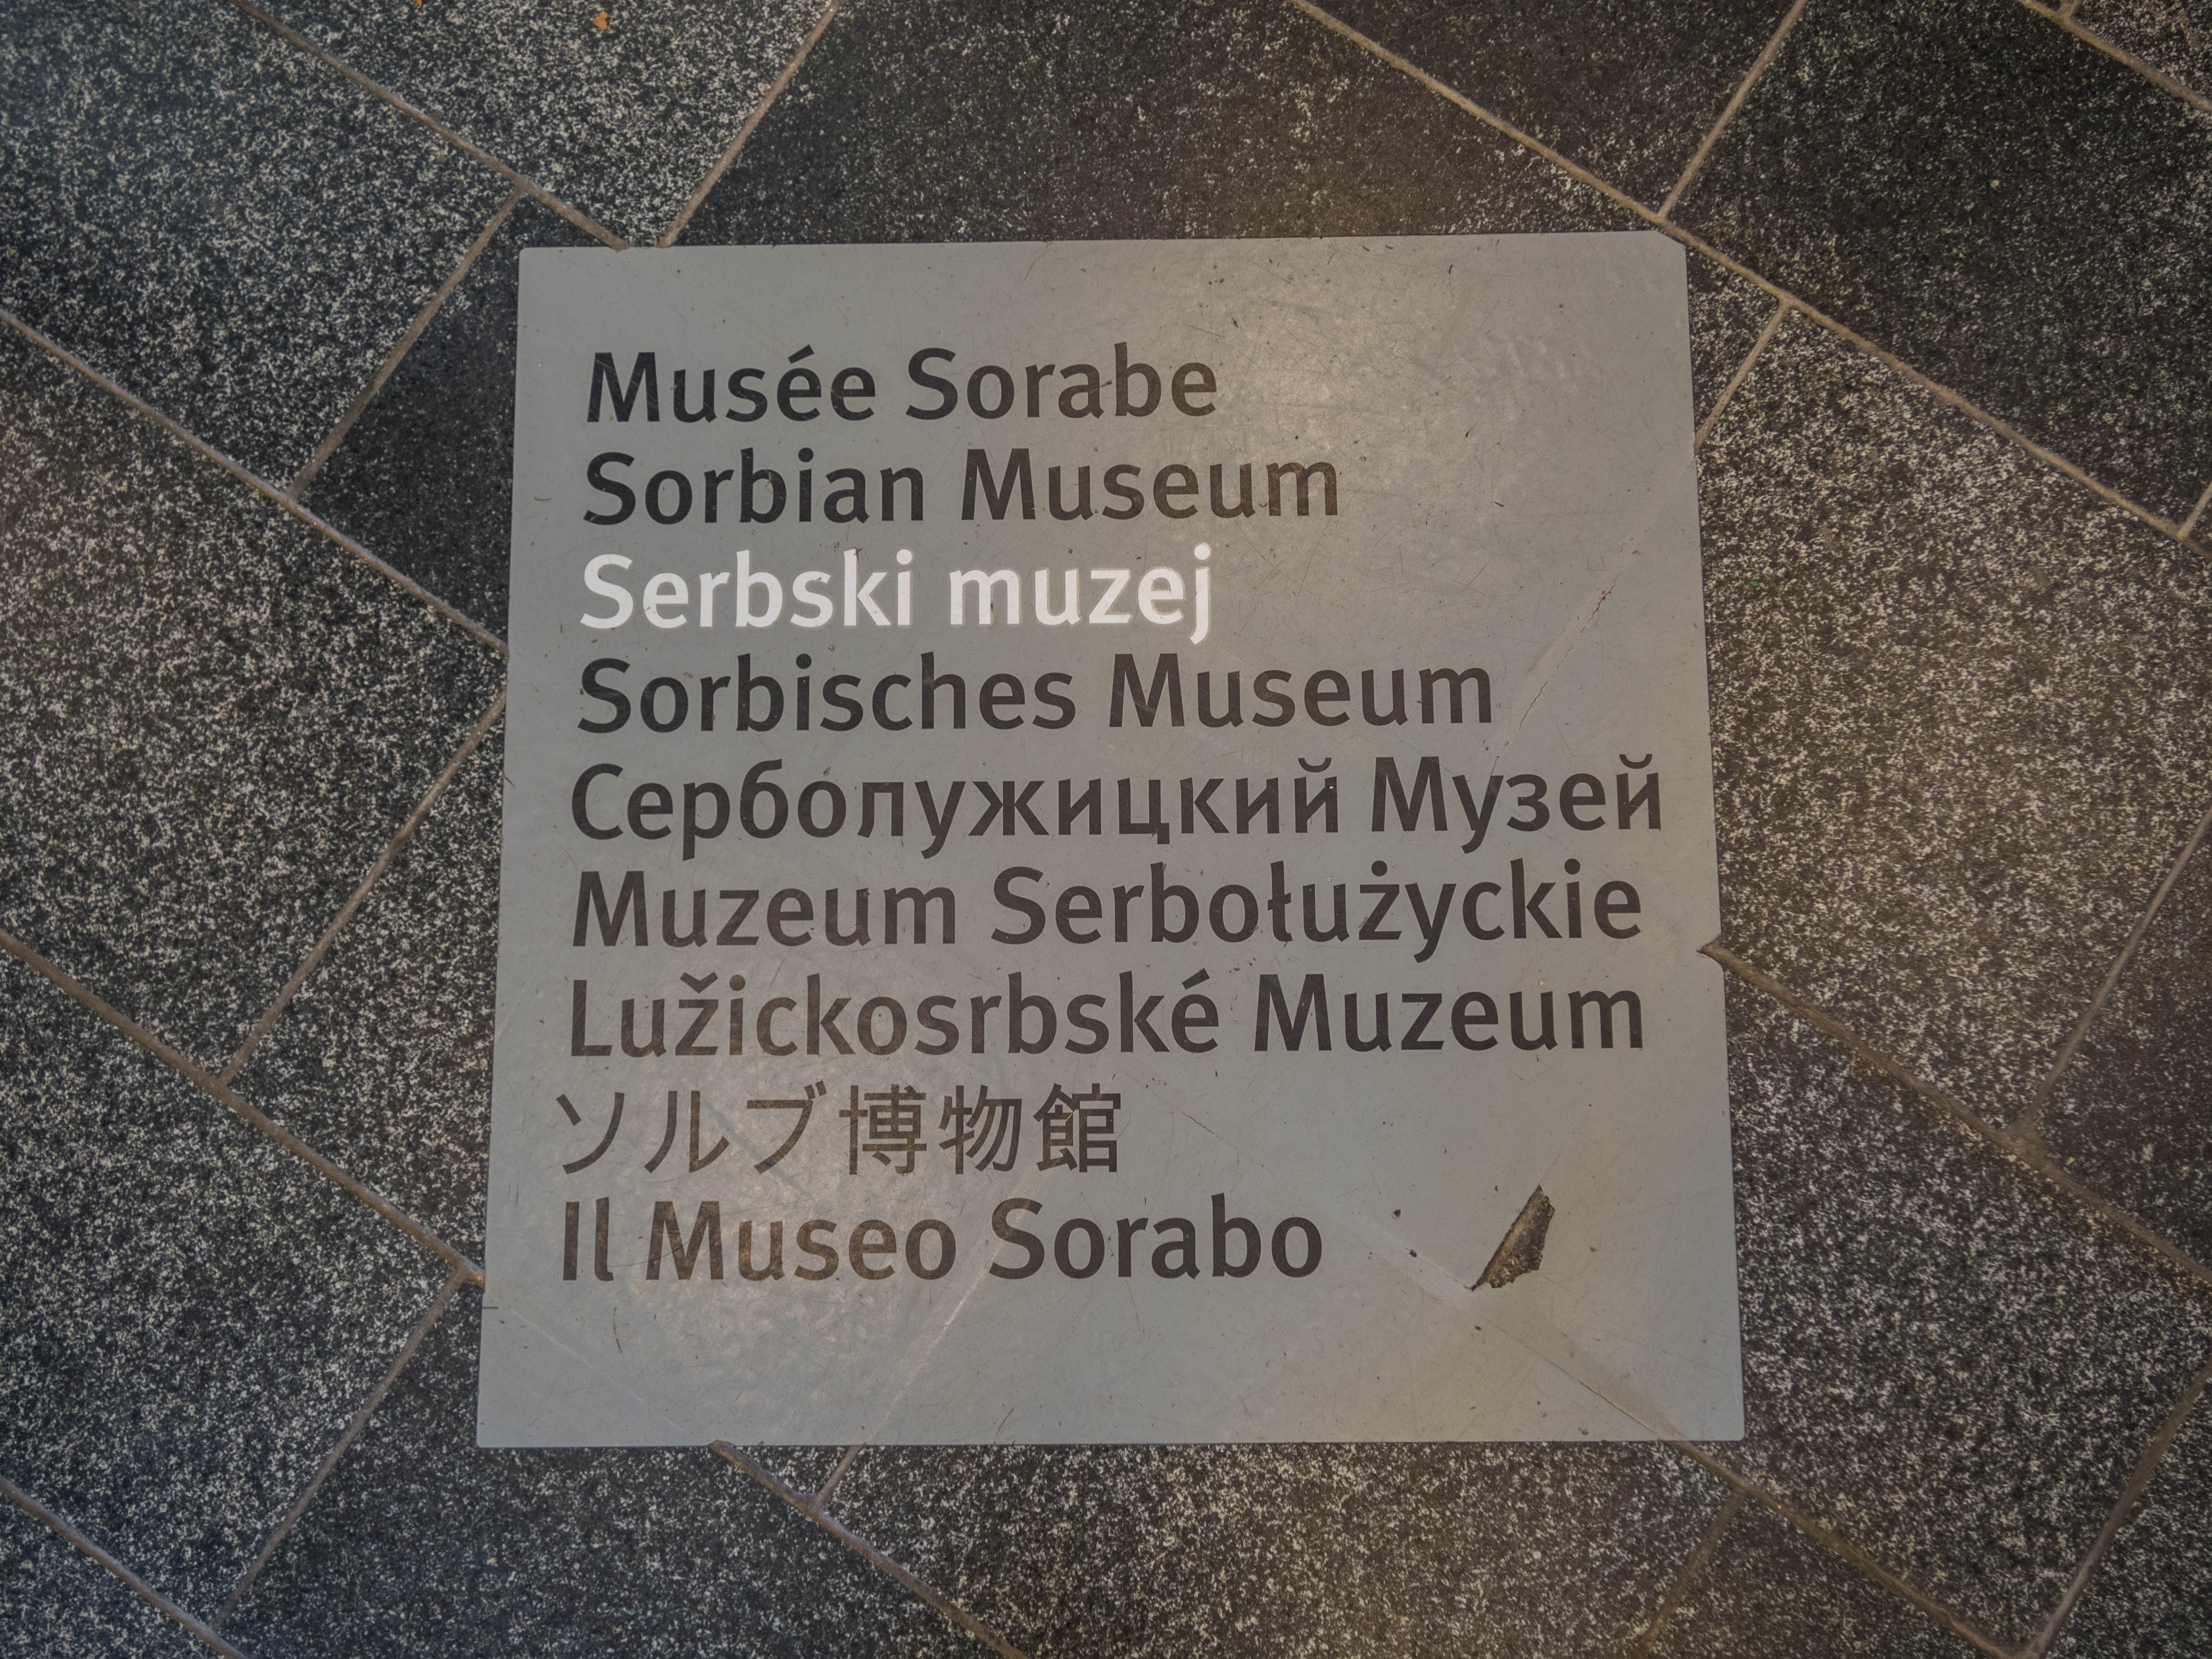 Musée Sorabe
Sorbian Museum
Serbski muzej
Sorbisches Museum
Серболужицкий Музей
Muzeum Serbołużyckie
Lužickosrbské Muzeum
ソルブ博物館
Il Museo Sorabo